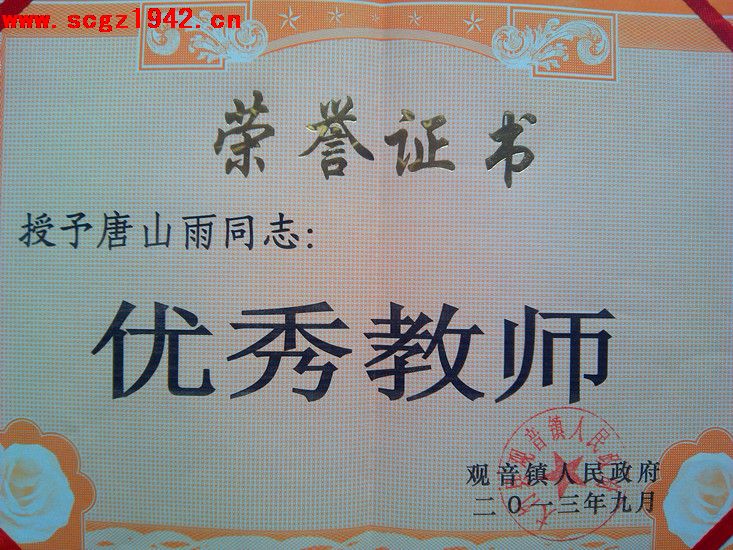 www.scgz1942.cn
荣誉证书
授予唐山雨同志：
优秀教师
观音镇人民政府
二〇一三年九月